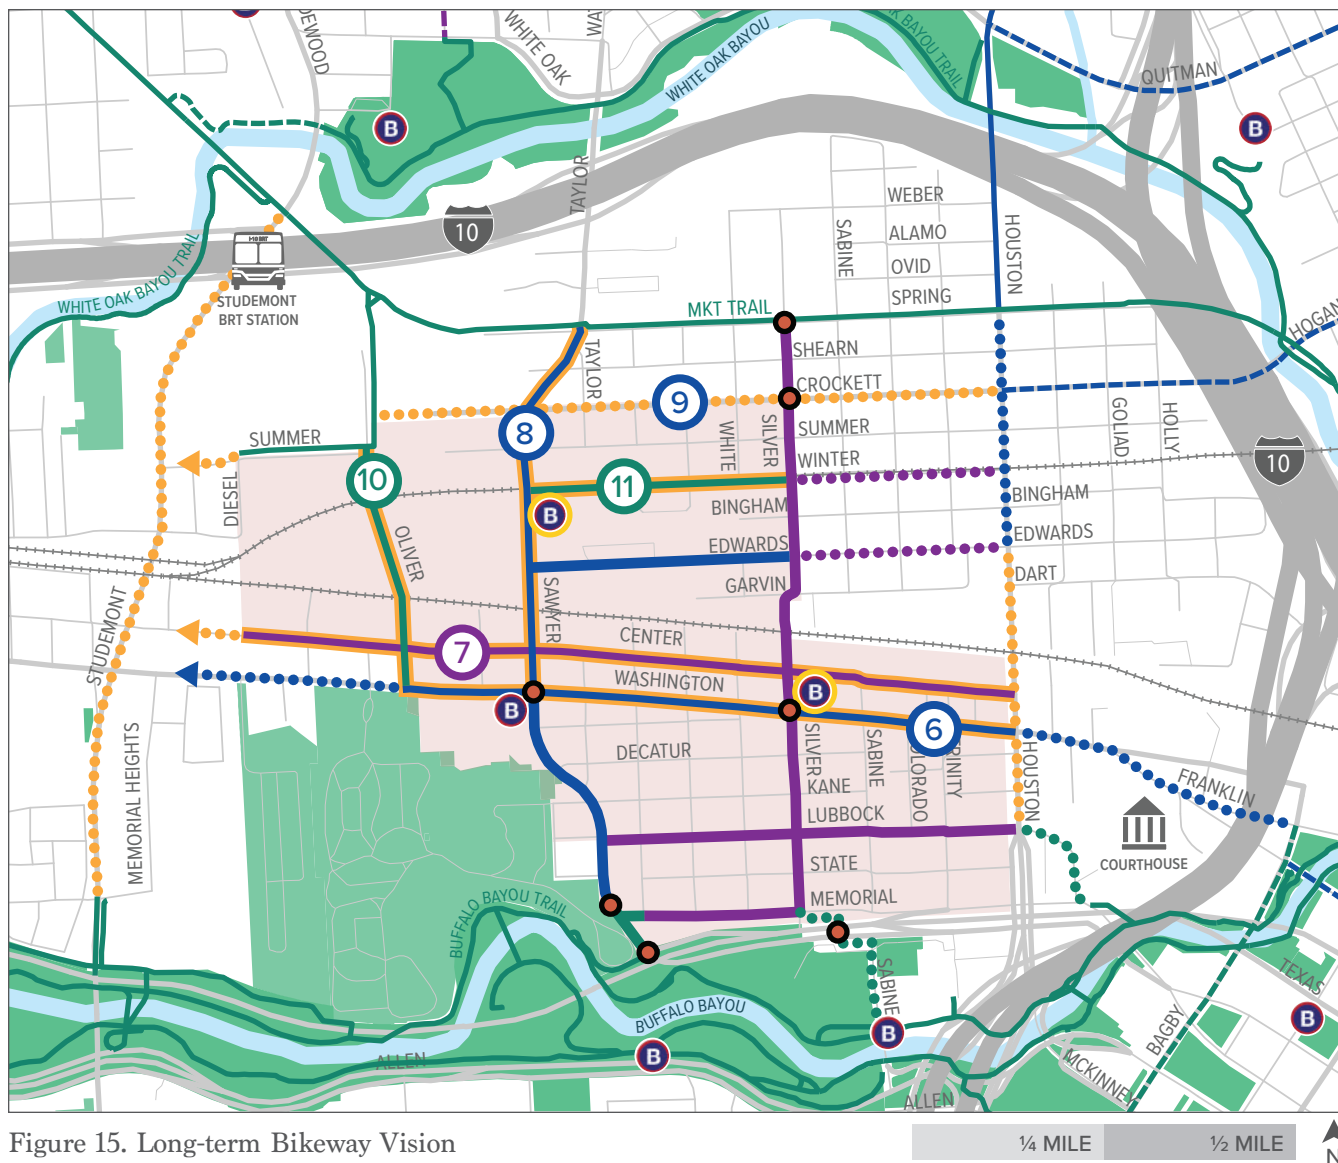 EWOOD
WHITE OAK
WHITE OAK BAYOU
OAK BAYOU TRAIL
QUITMAN
B
B
TAYLOR
10
WEBER
SABINE
ALAMO
HOUSTON
OVID
SPRING
WHITE OAK BAYOU TRAIL
STUDEMONT
BRT STATION
MKT TRAIL
HOGAN
TAYLOR
SHEARN
CROCKETT
9
8
SUMMER
WHITE
SILVER
SUMMER
GOLIAD
HOLLY
WINTER
10
10
11
DIESEL
BINGHAM
BINGHAM
B
OLIVER
EDWARDS
EDWARDS
GARVIN
DART
SAWYER
STUDEMONT
CENTER
7
WASHINGTON
B
B
6
DECATUR
SILVER
SABINE
TRINITY
HOUSTON
MEMORIAL HEIGHTS
KANE
FRANKLIN
LUBBOCK
COURTHOUSE
STATE
MEMORIAL
BUFFALO BAYOU TRAIL
SABINE
TEXAS
BUFFALO BAYOU
B
B
BAGBY
B
ALLEN
MCKINNEY
ALLEN
Figure 15. Long-term Bikeway Vision
¼ MILE
½ MILE
N